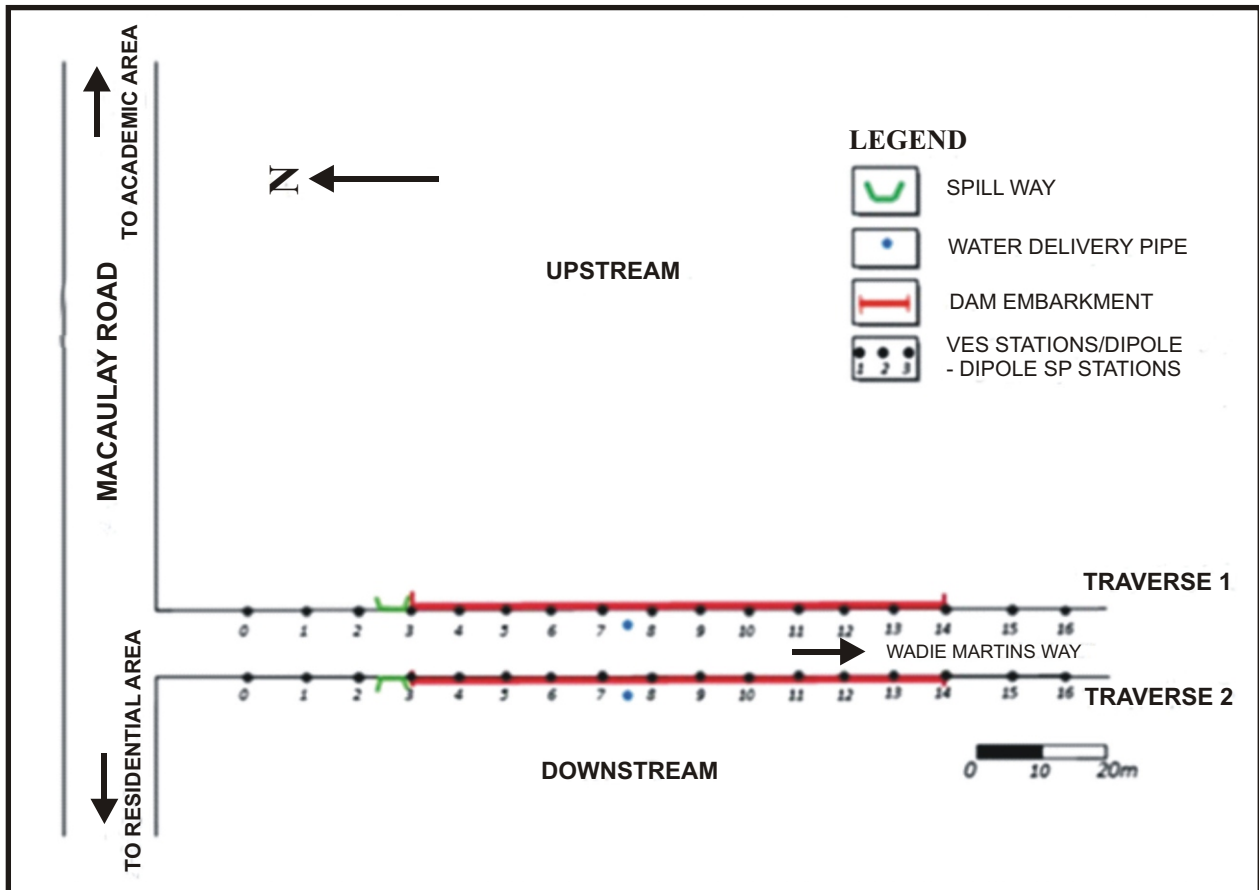 TO ACADEMIC AREA
MACAULAY ROAD
TO RESIDENTIAL AREA
N
UPSTREAM
LEGEND
SPILL WAY
WATER DELIVERY PIPE
DAM EMBARKMENT
1 2 3
VES STATIONS/DIPOLE
- DIPOLE SP STATIONS
TRAVERSE 1
0 1 2 3 4 5 6 7 8 9 10 11 12 13 14 15 16
WADIE MARTINS WAY
0 1 2 3 4 5 6 7 8 9 10 11 12 13 14 15 16
TRAVERSE 2
DOWNSTREAM
0 10 20m